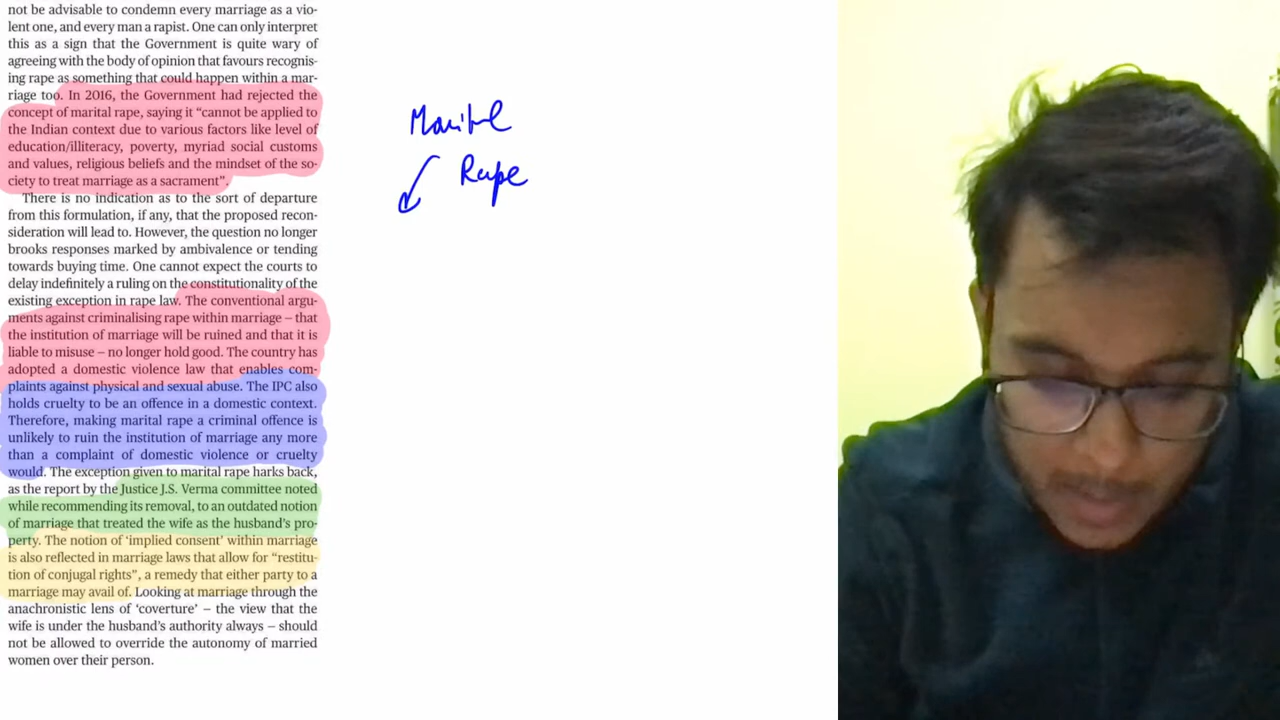 not be advisable to condemn every marriage as a vio-
lent one, and every man a rapist. One can only interpret
this as a sign that the Government is quite wary of
agreeing with the body of opinion that favours recognis-
ing rape as something that could happen within a mar-
riage too. In 2016, the Government had rejected the
concept of marital rape, saying it “cannot be applied to
the Indian context due to various factors like level of
education/illiteracy, poverty, myriad social customs
and values, religious beliefs and the mindset of the so-
ciety to treat marriage as a sacrament”.
There is no indication as to the sort of departure
from this formulation, if any, that the proposed recon-
sideration will lead to. However, the question no longer
brooks responses marked by ambivalence or tending
towards buying time. One cannot expect the courts to
delay indefinitely a ruling on the constitutionality of the
existing exception in rape law. The conventional argu-
ments against criminalising rape within marriage – that
the institution of marriage will be ruined and that it is
liable to misuse – no longer hold good. The country has
adopted a domestic violence law that enables com-
plaints against physical and sexual abuse. The IPC also
holds cruelty to be an offence in a domestic context.
Therefore, making marital rape a criminal offence is
unlikely to ruin the institution of marriage any more
than a complaint of domestic violence or cruelty
would. The exception given to marital rape harks back,
as the report by the Justice J.S. Verma committee noted
while recommending its removal, to an outdated notion
of marriage that treated the wife as the husband’s pro-
perty. The notion of ‘implied consent’ within marriage
is also reflected in marriage laws that allow for “restitu-
tion of conjugal rights”, a remedy that either party to a
marriage may avail of. Looking at marriage through the
anachronistic lens of ‘coverture’ – the view that the
wife is under the husband’s authority always – should
not be allowed to override the autonomy of married
women over their person.
Marital
Rape